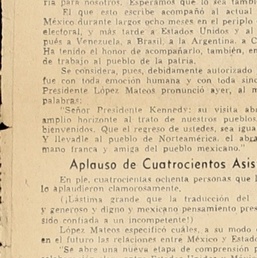 ria para nosotros. Esperamos que lo sea tambi
El que esto escribe acompañó al actual
México durante largos ocho meses en el periplo
electoral, y más tarde a Estados Unidos y al
pués a Venezuela, a Brasil, a la Argentina, a C
Ha tenido el honor de acompañarlo, también, en
de trabajo al pueblo de la patria.
Se considera, pues, debidamente autorizado
fue con toda emoción humana y con toda sinc
Presidente López Mateos pronunció ayer, al m
palabras:
"Señor Presidente Kennedy: su visita ab
amplio horizonte al trato de nuestros pueblos.
bienvenidos. Que el regreso de ustedes, sea igua
Y llevadle al pueblo de Norteamérica, el abra
mano franca y amiga del pueblo mexicano."
Aplauso de Cuatrocientos Asis
En pie, cuatrocientas ochenta personas que l
lo aplaudieron clamorosamente.
(¡Lástima grande que la traducción del
y generoso y digno y mexicano pensamiento pres
sido confiada a un incompetente!)
López Mateos especificó cuáles, a su modo
en el futuro las relaciones entre México y Estado
"Se abre una nueva etapa de comprensión p